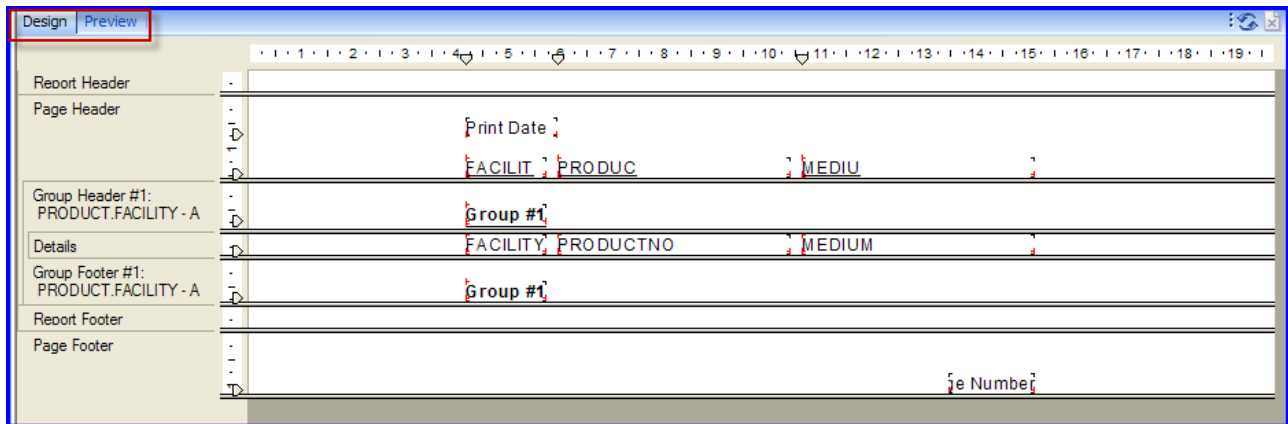 Design Preview
1 2 3 4 5 6 7 8 9 10 11 12 13 14 15 16 17 18 19
Report Header
Page Header
Print Date
FACILIT PRODUC MEDIU
Group Header #1:
PRODUCT.FACILITY - A
Group #1
Details FACILITY PRODUCTNO MEDIUM
Group Footer #1:
PRODUCT.FACILITY - A
Group #1
Report Footer
Page Footer
je Number